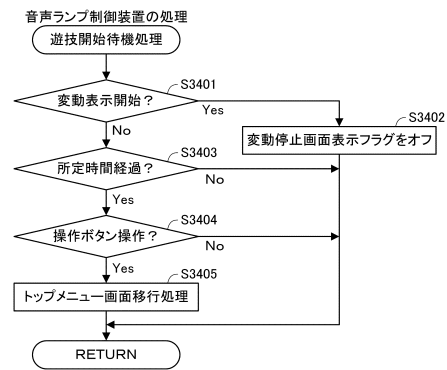 音声ランプ制御装置の処理
遊技開始待機処理
S3401
変動表示開始？
Yes
S3402
No
変動停止画面表示フラグをオフ
S3403
所定時間経過？
No
Yes
S3404
操作ボタン操作？
No
Yes
S3405
トップメニュー画面移行処理
RETURN